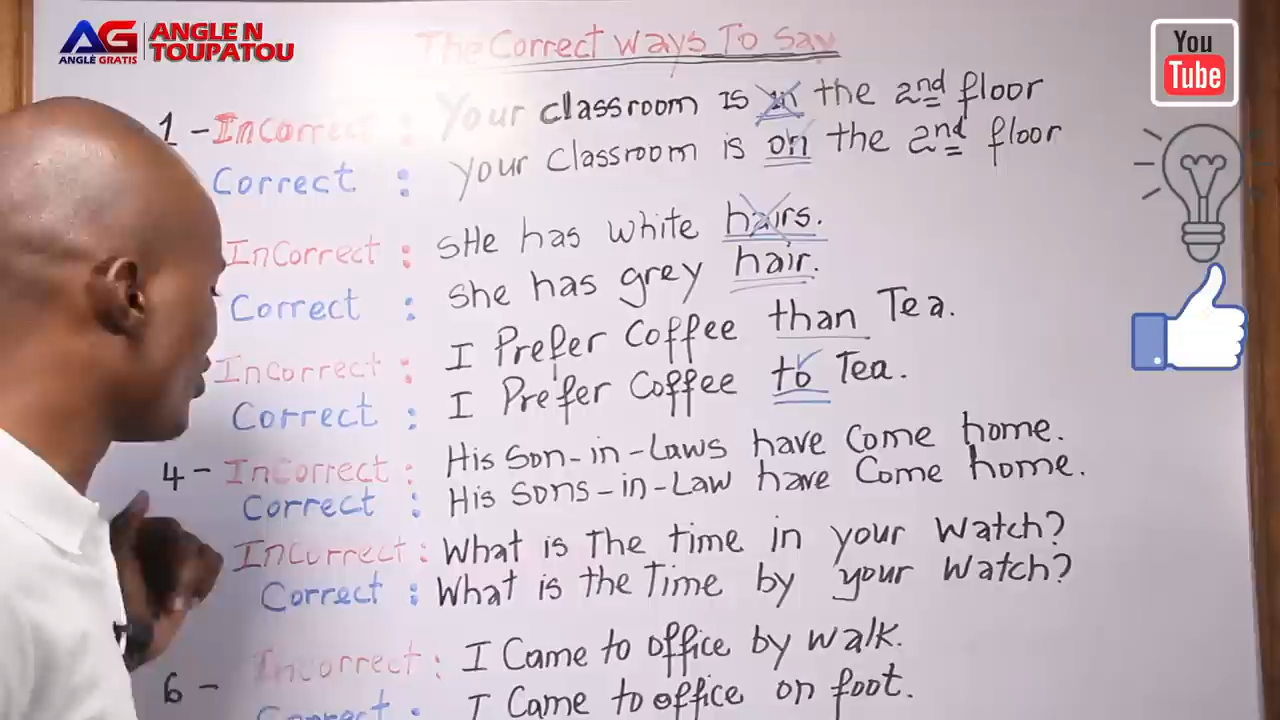 AG
ANGLÈ GRATIS
ANGLE N
TOUPATOU
The Correct Ways To Say
You
Tube
1 - InCorrect : Your classroom is in the 2nd floor
Correct : your Classroom is on the 2nd floor
InCorrect : sHe has white hairs.
Correct : she has grey hair.
Incorrect : I Prefer Coffee than Tea.
Correct : I Prefer Coffee to Tea.
4 - InCorrect : His Son-in-Laws have Come home.
Correct : His Sons-in-Law have Come home.
InCurrect : What is The time in your Watch?
Correct : What is the Time by your Watch?
6 - Incorrect : I Came to office by walk.
Correct : I Came to office on foot.